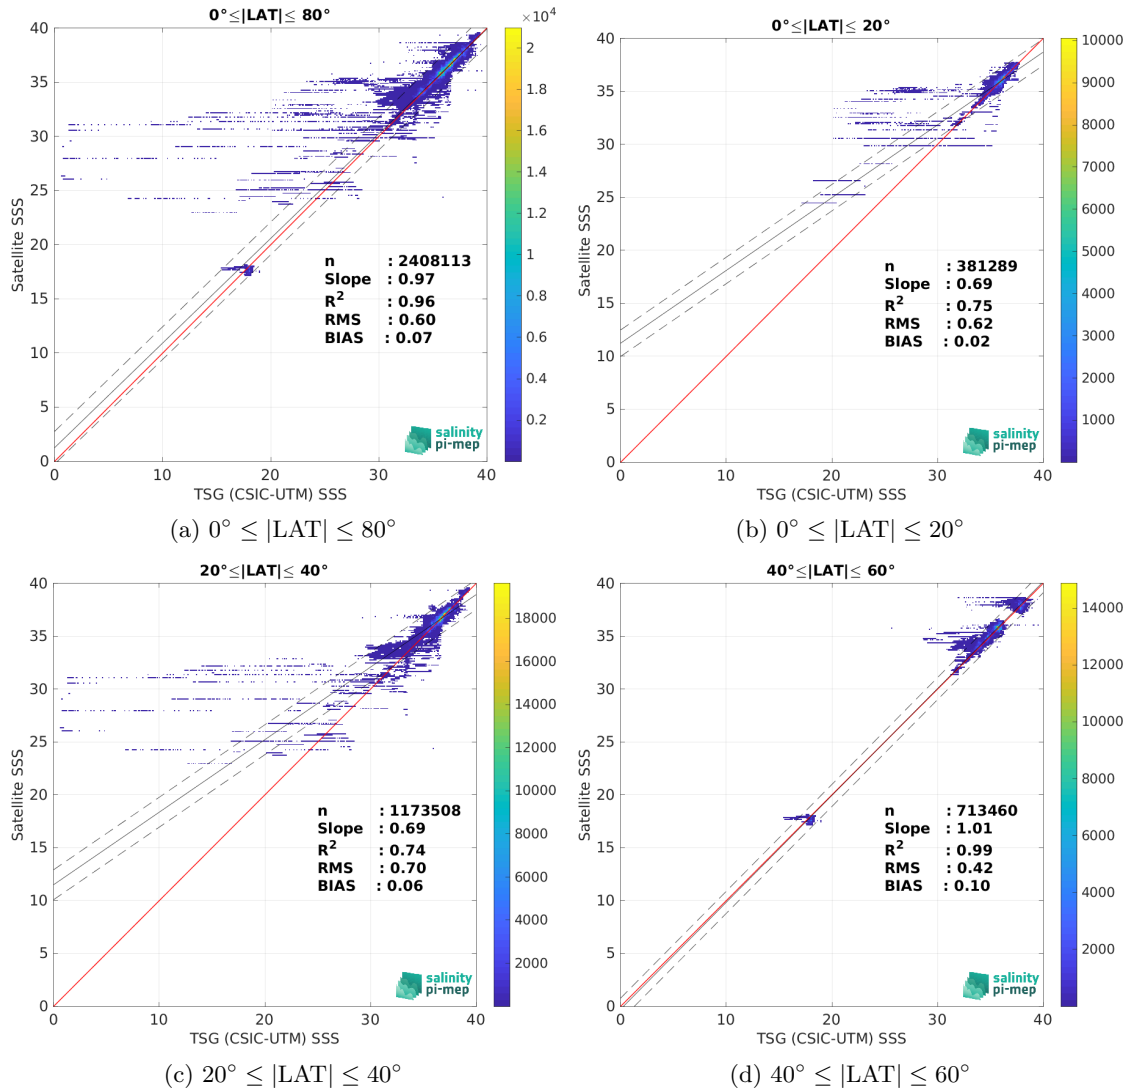 0°≤|LAT|≤ 80°
×10⁴
40
35
30
25
20
15
10
5
0
0
10
20
30
40
Satellite SSS
TSG (CSIC-UTM) SSS
n : 2408113
Slope : 0.97
R² : 0.96
RMS : 0.60
BIAS : 0.07
salinity
pi-mep
2
1.8
1.6
1.4
1.2
1
0.8
0.6
0.4
0.2
(a) 0° ≤ |LAT| ≤ 80°
0°≤|LAT|≤ 20°
40
35
30
25
20
15
10
5
0
0
10
20
30
40
Satellite SSS
TSG (CSIC-UTM) SSS
n : 381289
Slope : 0.69
R² : 0.75
RMS : 0.62
BIAS : 0.02
salinity
pi-mep
10000
9000
8000
7000
6000
5000
4000
3000
2000
1000
(b) 0° ≤ |LAT| ≤ 20°
20°≤|LAT|≤ 40°
40
35
30
25
20
15
10
5
0
0
10
20
30
40
Satellite SSS
TSG (CSIC-UTM) SSS
n : 1173508
Slope : 0.69
R² : 0.74
RMS : 0.70
BIAS : 0.06
salinity
pi-mep
18000
16000
14000
12000
10000
8000
6000
4000
2000
(c) 20° ≤ |LAT| ≤ 40°
40°≤|LAT|≤ 60°
40
35
30
25
20
15
10
5
0
0
10
20
30
40
Satellite SSS
TSG (CSIC-UTM) SSS
n : 713460
Slope : 1.01
R² : 0.99
RMS : 0.42
BIAS : 0.10
salinity
pi-mep
14000
12000
10000
8000
6000
4000
2000
(d) 40° ≤ |LAT| ≤ 60°